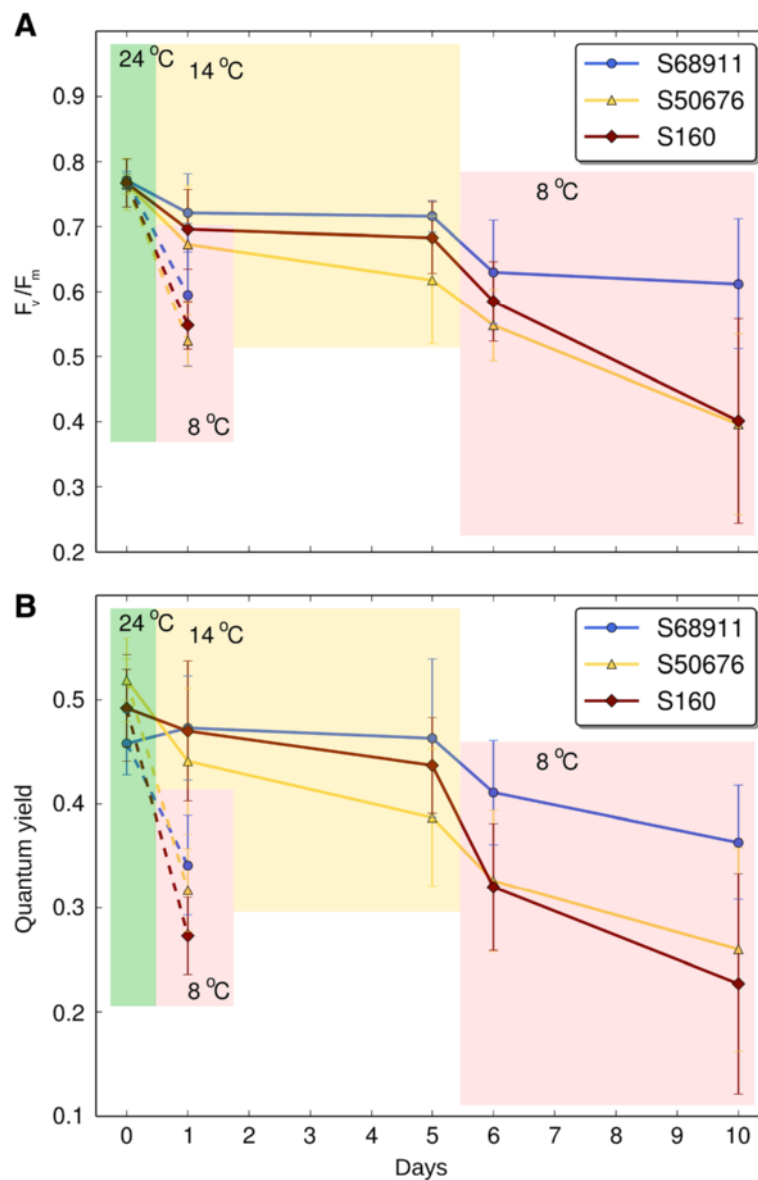 A
24 °C
14 °C
S68911
S50676
S160
8 °C
8 °C
0.9
0.8
0.7
0.6
0.5
0.4
0.3
0.2
Fv/Fm
B
24 °C
14 °C
S68911
S50676
S160
8 °C
8 °C
0.5
0.4
0.3
0.2
0.1
Quantum yield
0 1 2 3 4 5 6 7 8 9 10
Days